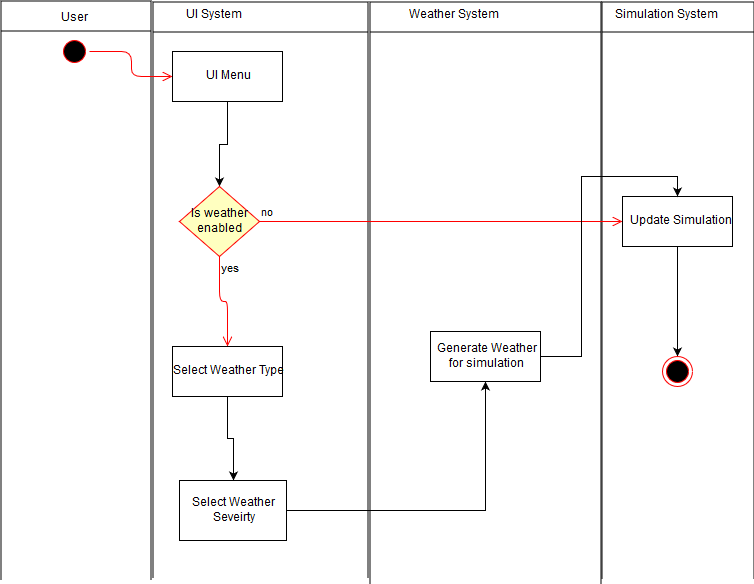 User
UI System
Weather System
Simulation System
UI Menu
Is weather
enabled
no
yes
Update Simulation
Select Weather Type
Generate Weather
for simulation
Select Weather
Seveirty